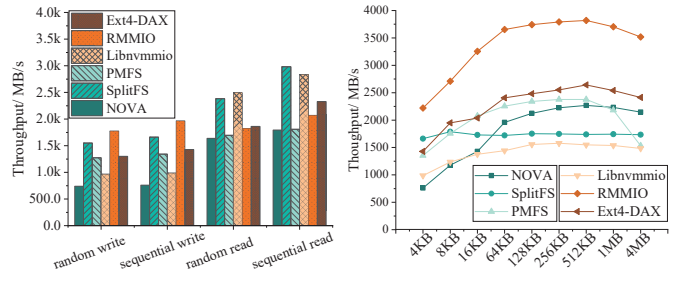 Throughput/ MB/s
3.0k
3.5k
3.0k
2.5k
2.0k
1.5k
1.0k
500.0
0.0
Ext4-DAX
RMMIO
Libnvmmio
PMFS
SplitFS
NOVA
random write
sequential write
random read
sequential read
Thoughput/ MB/s
4000
3500
3000
2500
2000
1500
1000
500
0
NOVA
SplitFS
PMFS
Libnvmmio
RMMIO
Ext4-DAX
4KB
8KB
16KB
64KB
128KB
256KB
512KB
1MB
4MB